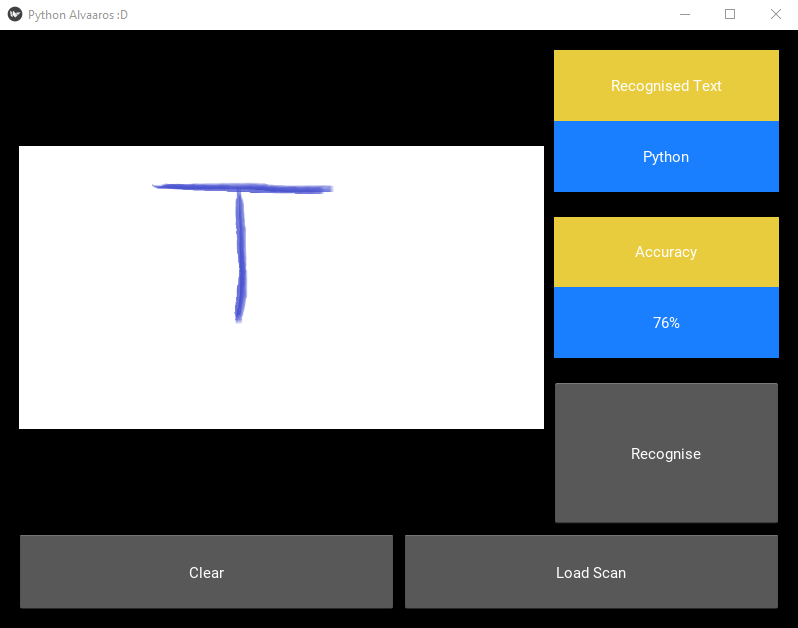 Python Alvaaros :D
Recognised Text
Python
T
Accuracy
76%
Recognise
Clear
Load Scan